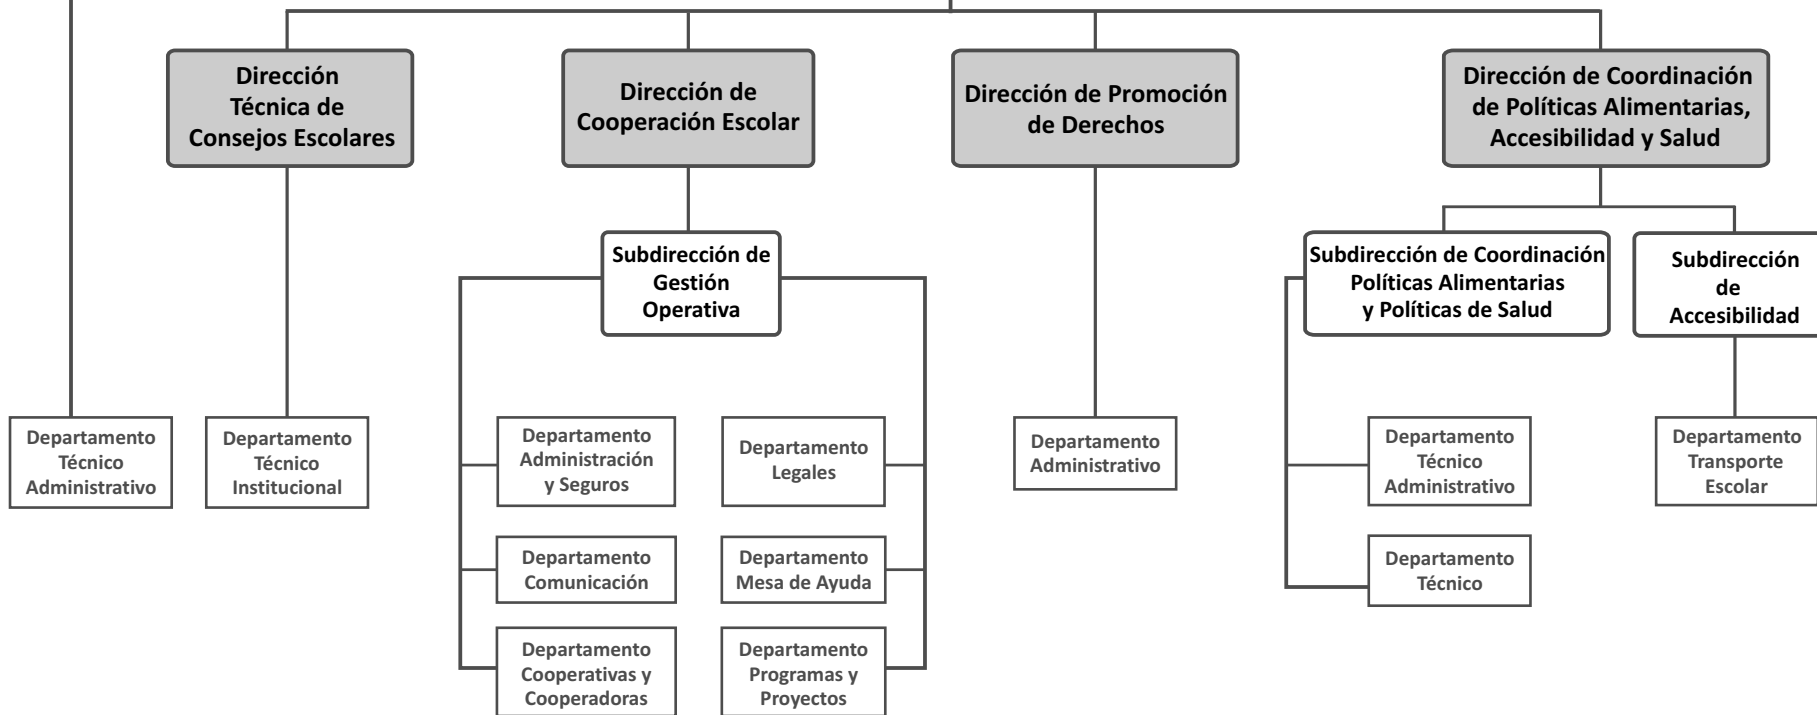 Dirección
Técnica de
Consejos Escolares
Dirección de
Cooperación Escolar
Dirección de Promoción
de Derechos
Dirección de Coordinación
de Políticas Alimentarias,
Accesibilidad y Salud
Subdirección de
Gestión
Operativa
Subdirección de Coordinación
Políticas Alimentarias
y Políticas de Salud
Subdirección
de
Accesibilidad
Departamento
Técnico
Administrativo
Departamento
Técnico
Institucional
Departamento
Administración
y Seguros
Departamento
Legales
Departamento
Administrativo
Departamento
Técnico
Administrativo
Departamento
Transporte
Escolar
Departamento
Comunicación
Departamento
Mesa de Ayuda
Departamento
Técnico
Departamento
Cooperativas y
Cooperadoras
Departamento
Programas y
Proyectos